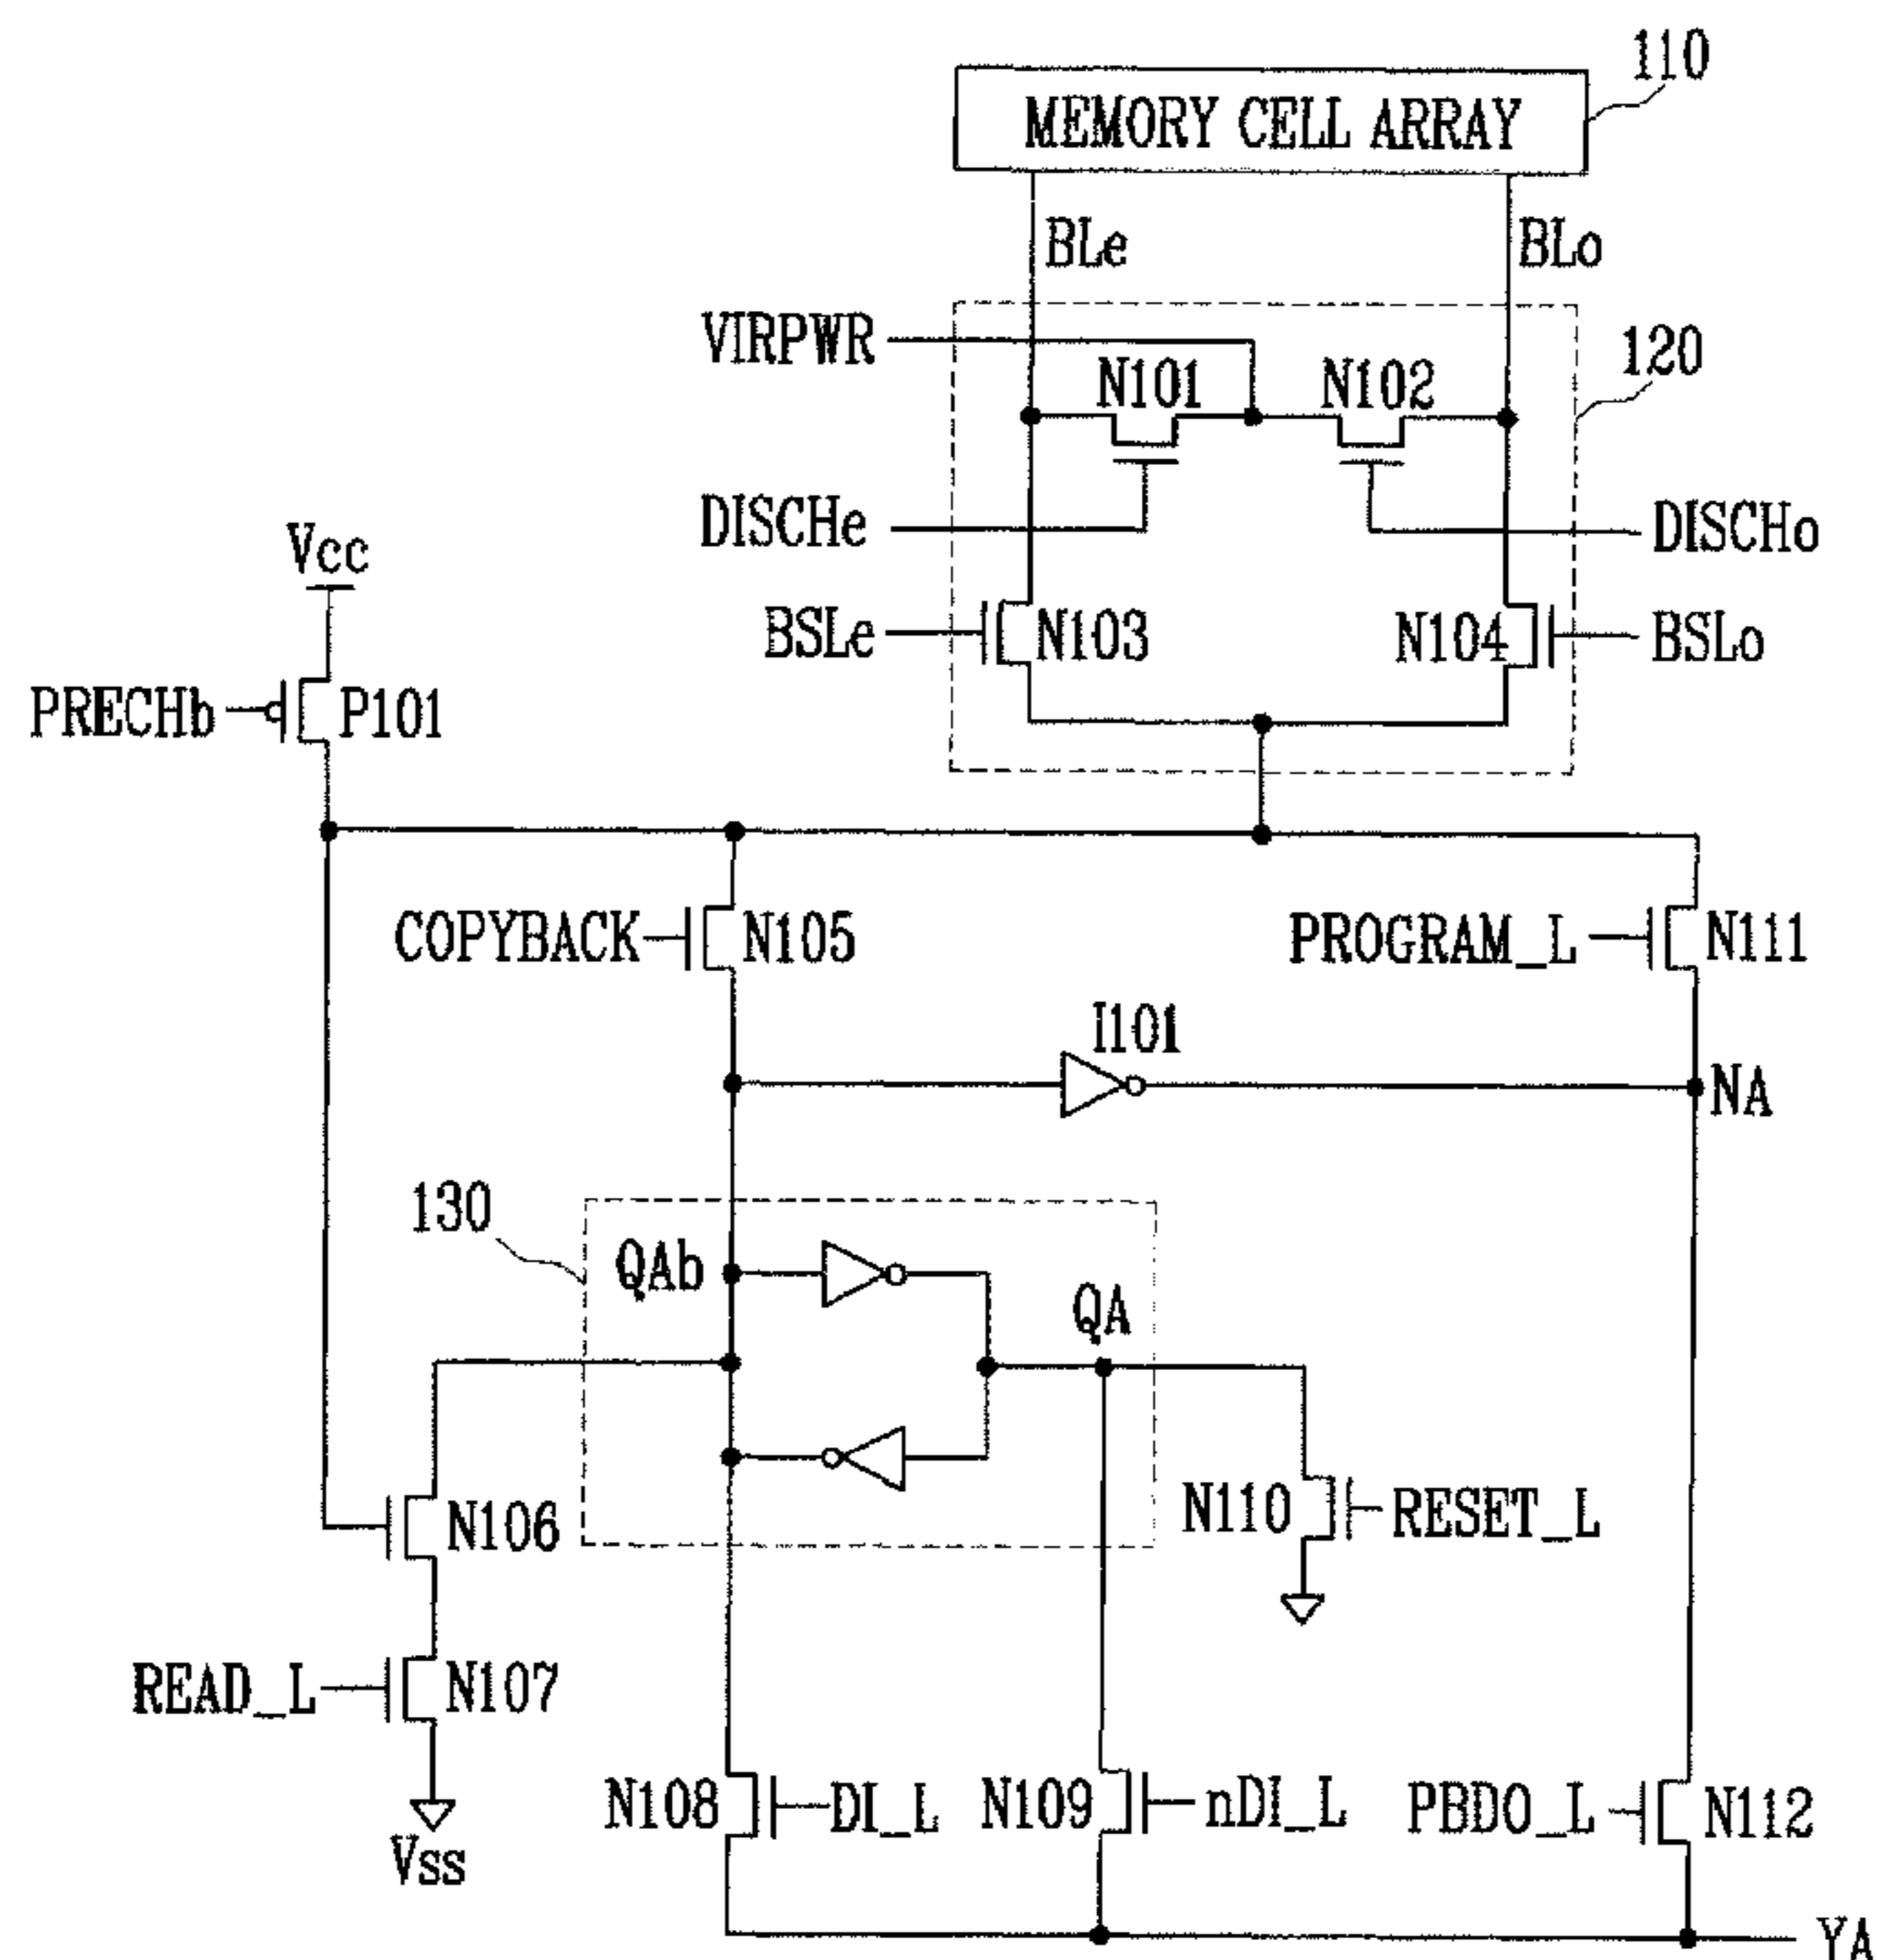 110
MEMORY CELL ARRAY
BLe
BLo
VIRPWR
120
N101
N102
DISCHe
DISCHo
Vcc
BSLe
N103
N104
BSLo
PRECHb
P101
COPYBACK
N105
PROGRAM_L
N111
I101
NA
130
QAb
QA
N106
N110
RESET_L
READ_L
N107
N108
DI_L
N109
nDI_L
PBDO_L
N112
Vss
YA